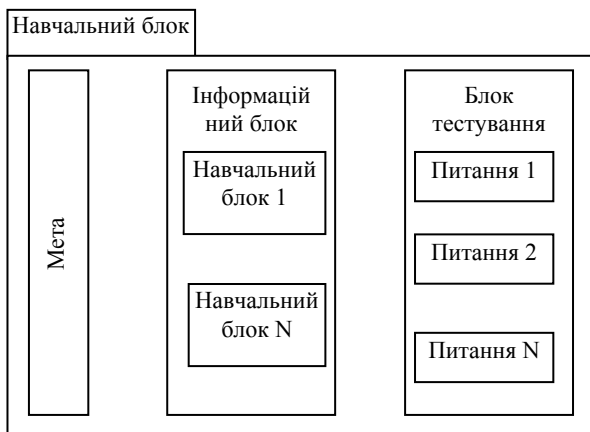 Навчальний блок
Мета
Інформацій
ний блок
Навчальний
блок 1
Навчальний
блок N
Блок
тестування
Питання 1
Питання 2
Питання N